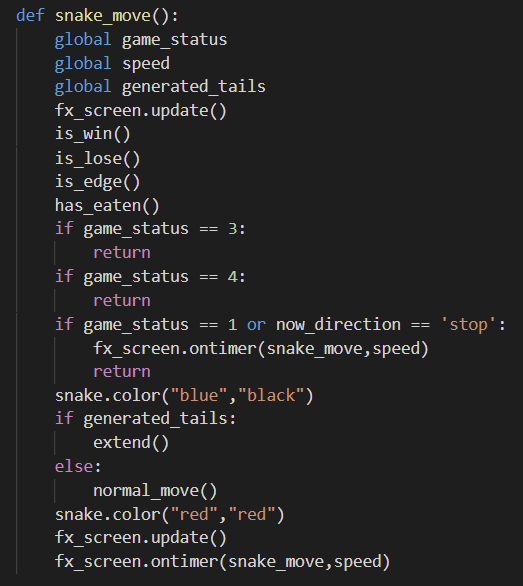 def snake_move():
    global game_status
    global speed
    global generated_tails
    fx_screen.update()
    is_win()
    is_lose()
    is_edge()
    has_eaten()
    if game_status == 3:
        return
    if game_status == 4:
        return
    if game_status == 1 or now_direction == 'stop':
        fx_screen.ontimer(snake_move,speed)
        return
    snake.color("blue","black")
    if generated_tails:
        extend()
    else:
        normal_move()
    snake.color("red","red")
    fx_screen.update()
    fx_screen.ontimer(snake_move,speed)